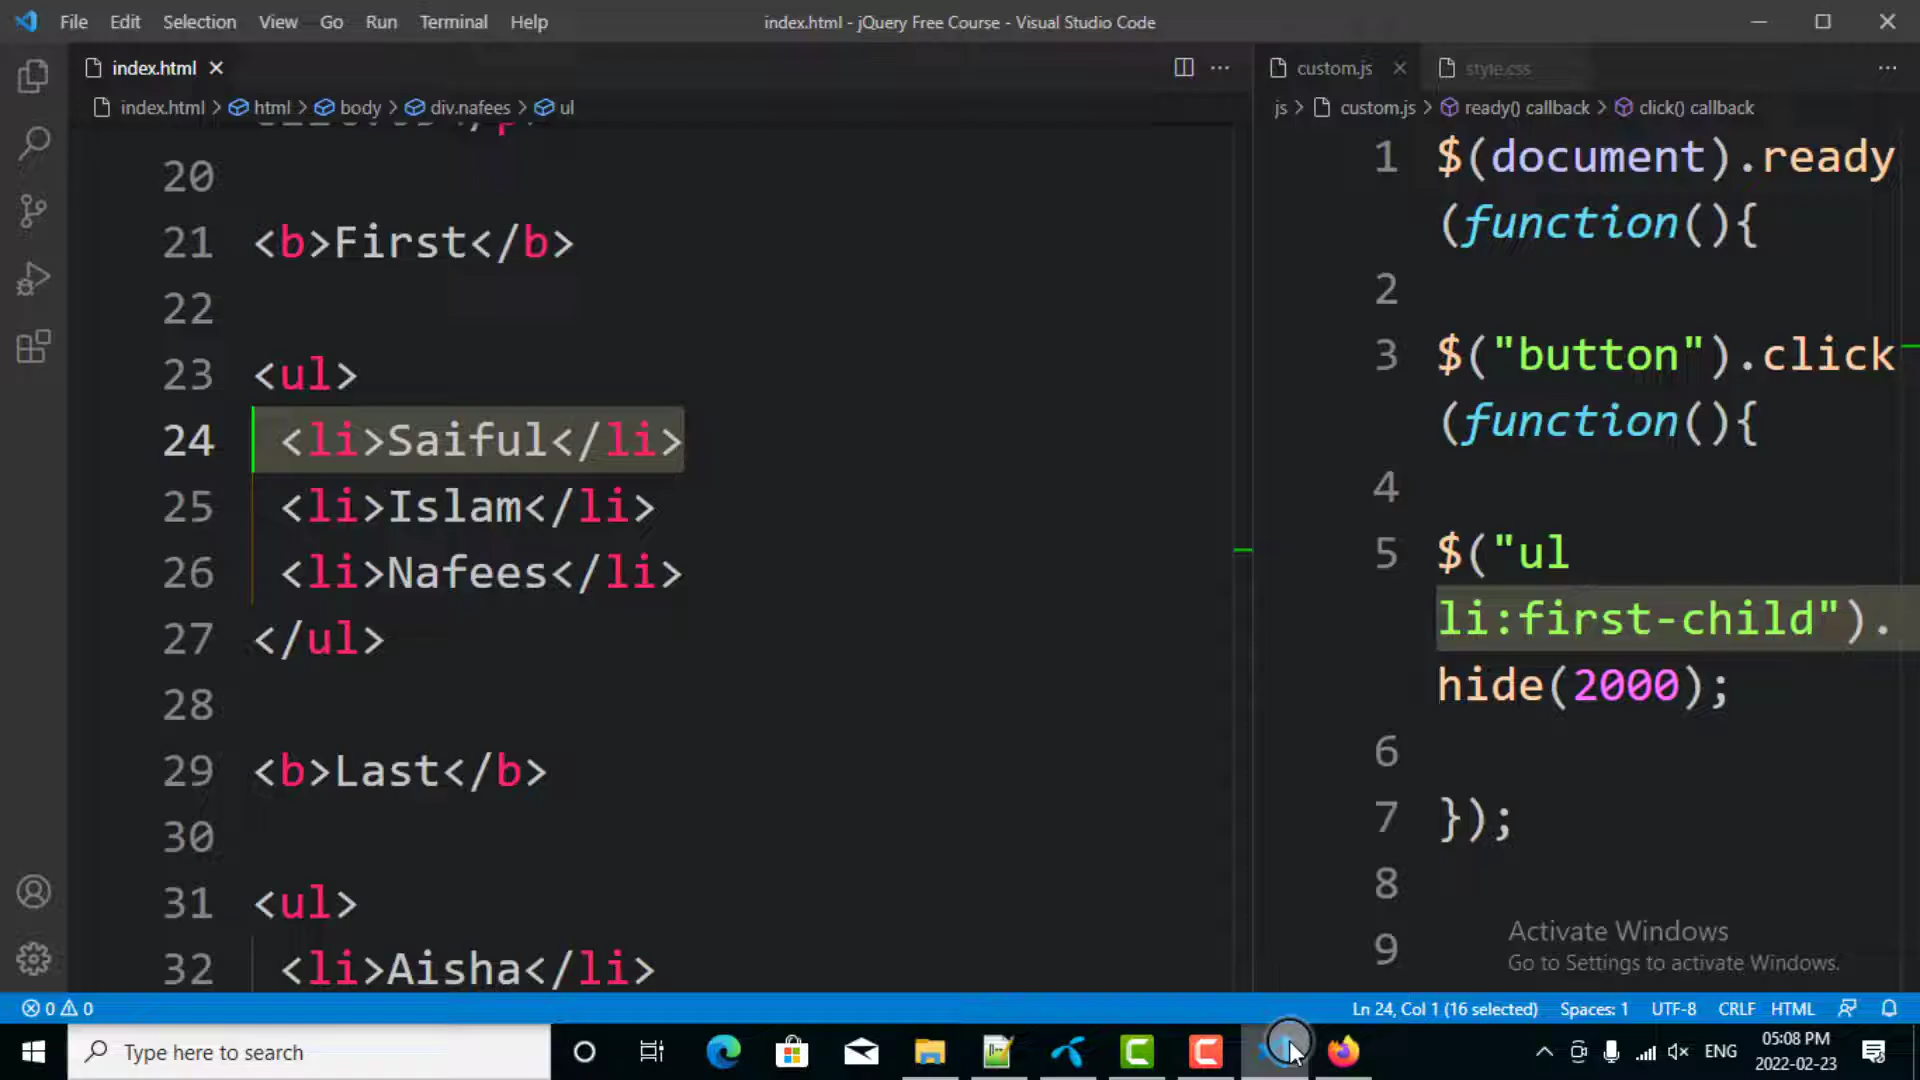 File Edit Selection View Go Run Terminal Help
index.html - jQuery Free Course - Visual Studio Code
index.html
index.html > html > body > div.nafees > ul
20
21 <b>First</b>
22
23 <ul>
24 <li>Saiful</li>
25 <li>Islam</li>
26 <li>Nafees</li>
27 </ul>
28
29 <b>Last</b>
30
31 <ul>
32 <li>Aisha</li>
custom.js style.css
js > custom.js > ready() callback > click() callback
1 $(document).ready
(function(){
2
3 $("button").click
(function(){
4
5 $("ul
li:first-child").
hide(2000);
6
7 });
8
9
Activate Windows
Go to Settings to activate Windows.
0 0
Ln 24, Col 1 (16 selected) Spaces: 1 UTF-8 CRLF HTML
Type here to search
ENG
05:08 PM
2022-02-23